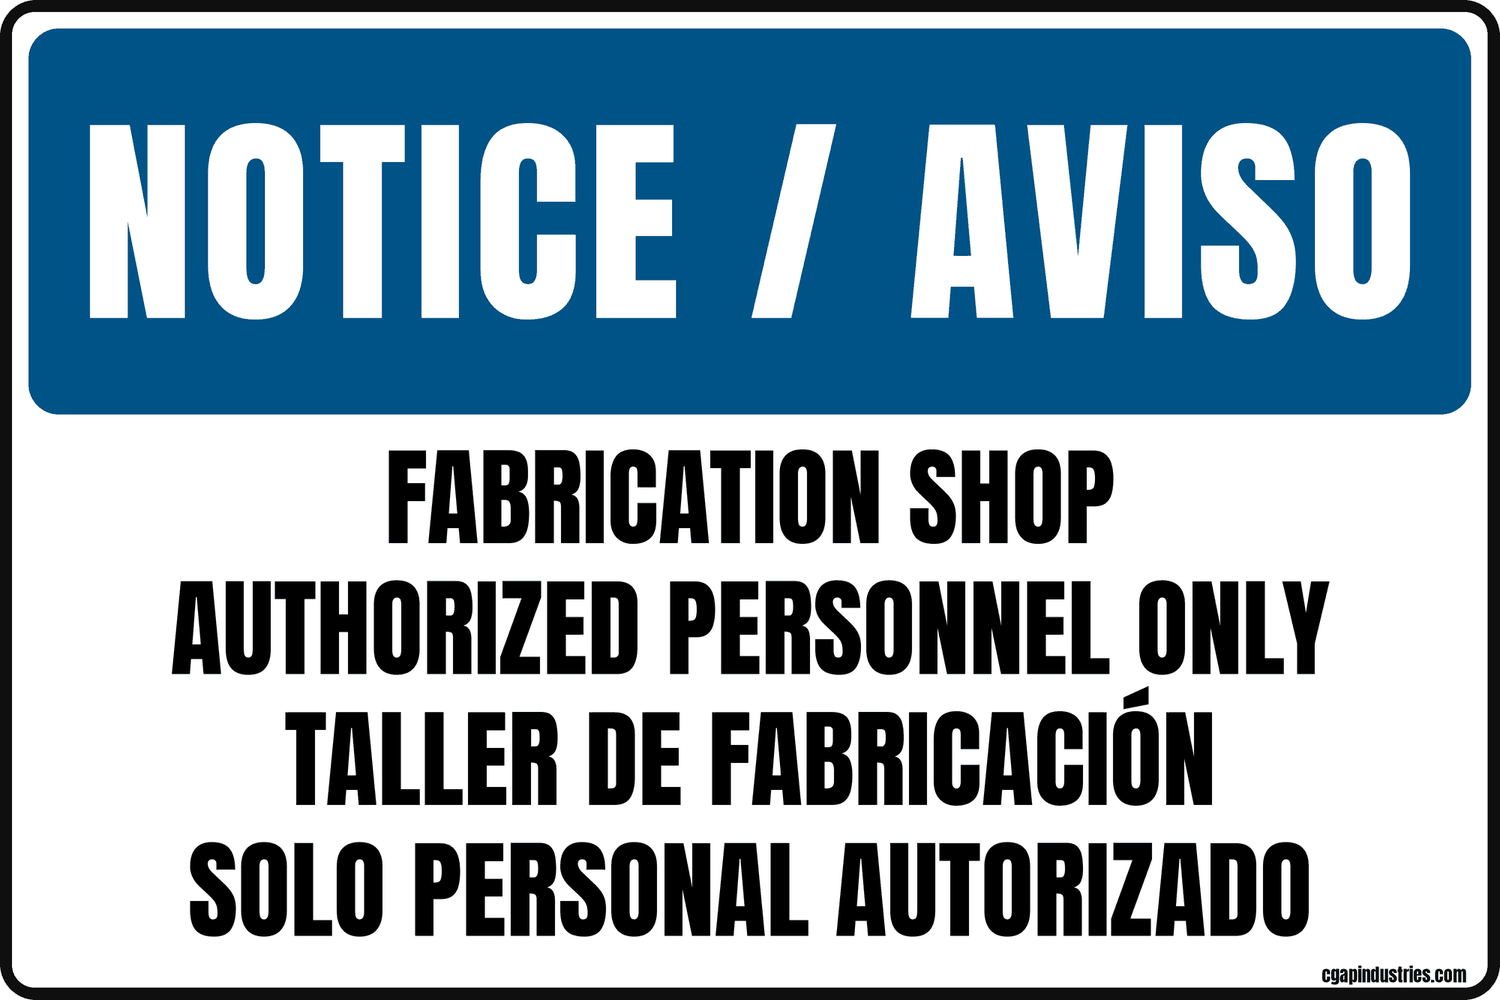 NOTICE / AVISO
FABRICATION SHOP
AUTHORIZED PERSONNEL ONLY
TALLER DE FABRICACIÓN
SOLO PERSONAL AUTORIZADO
cgapindustries.com